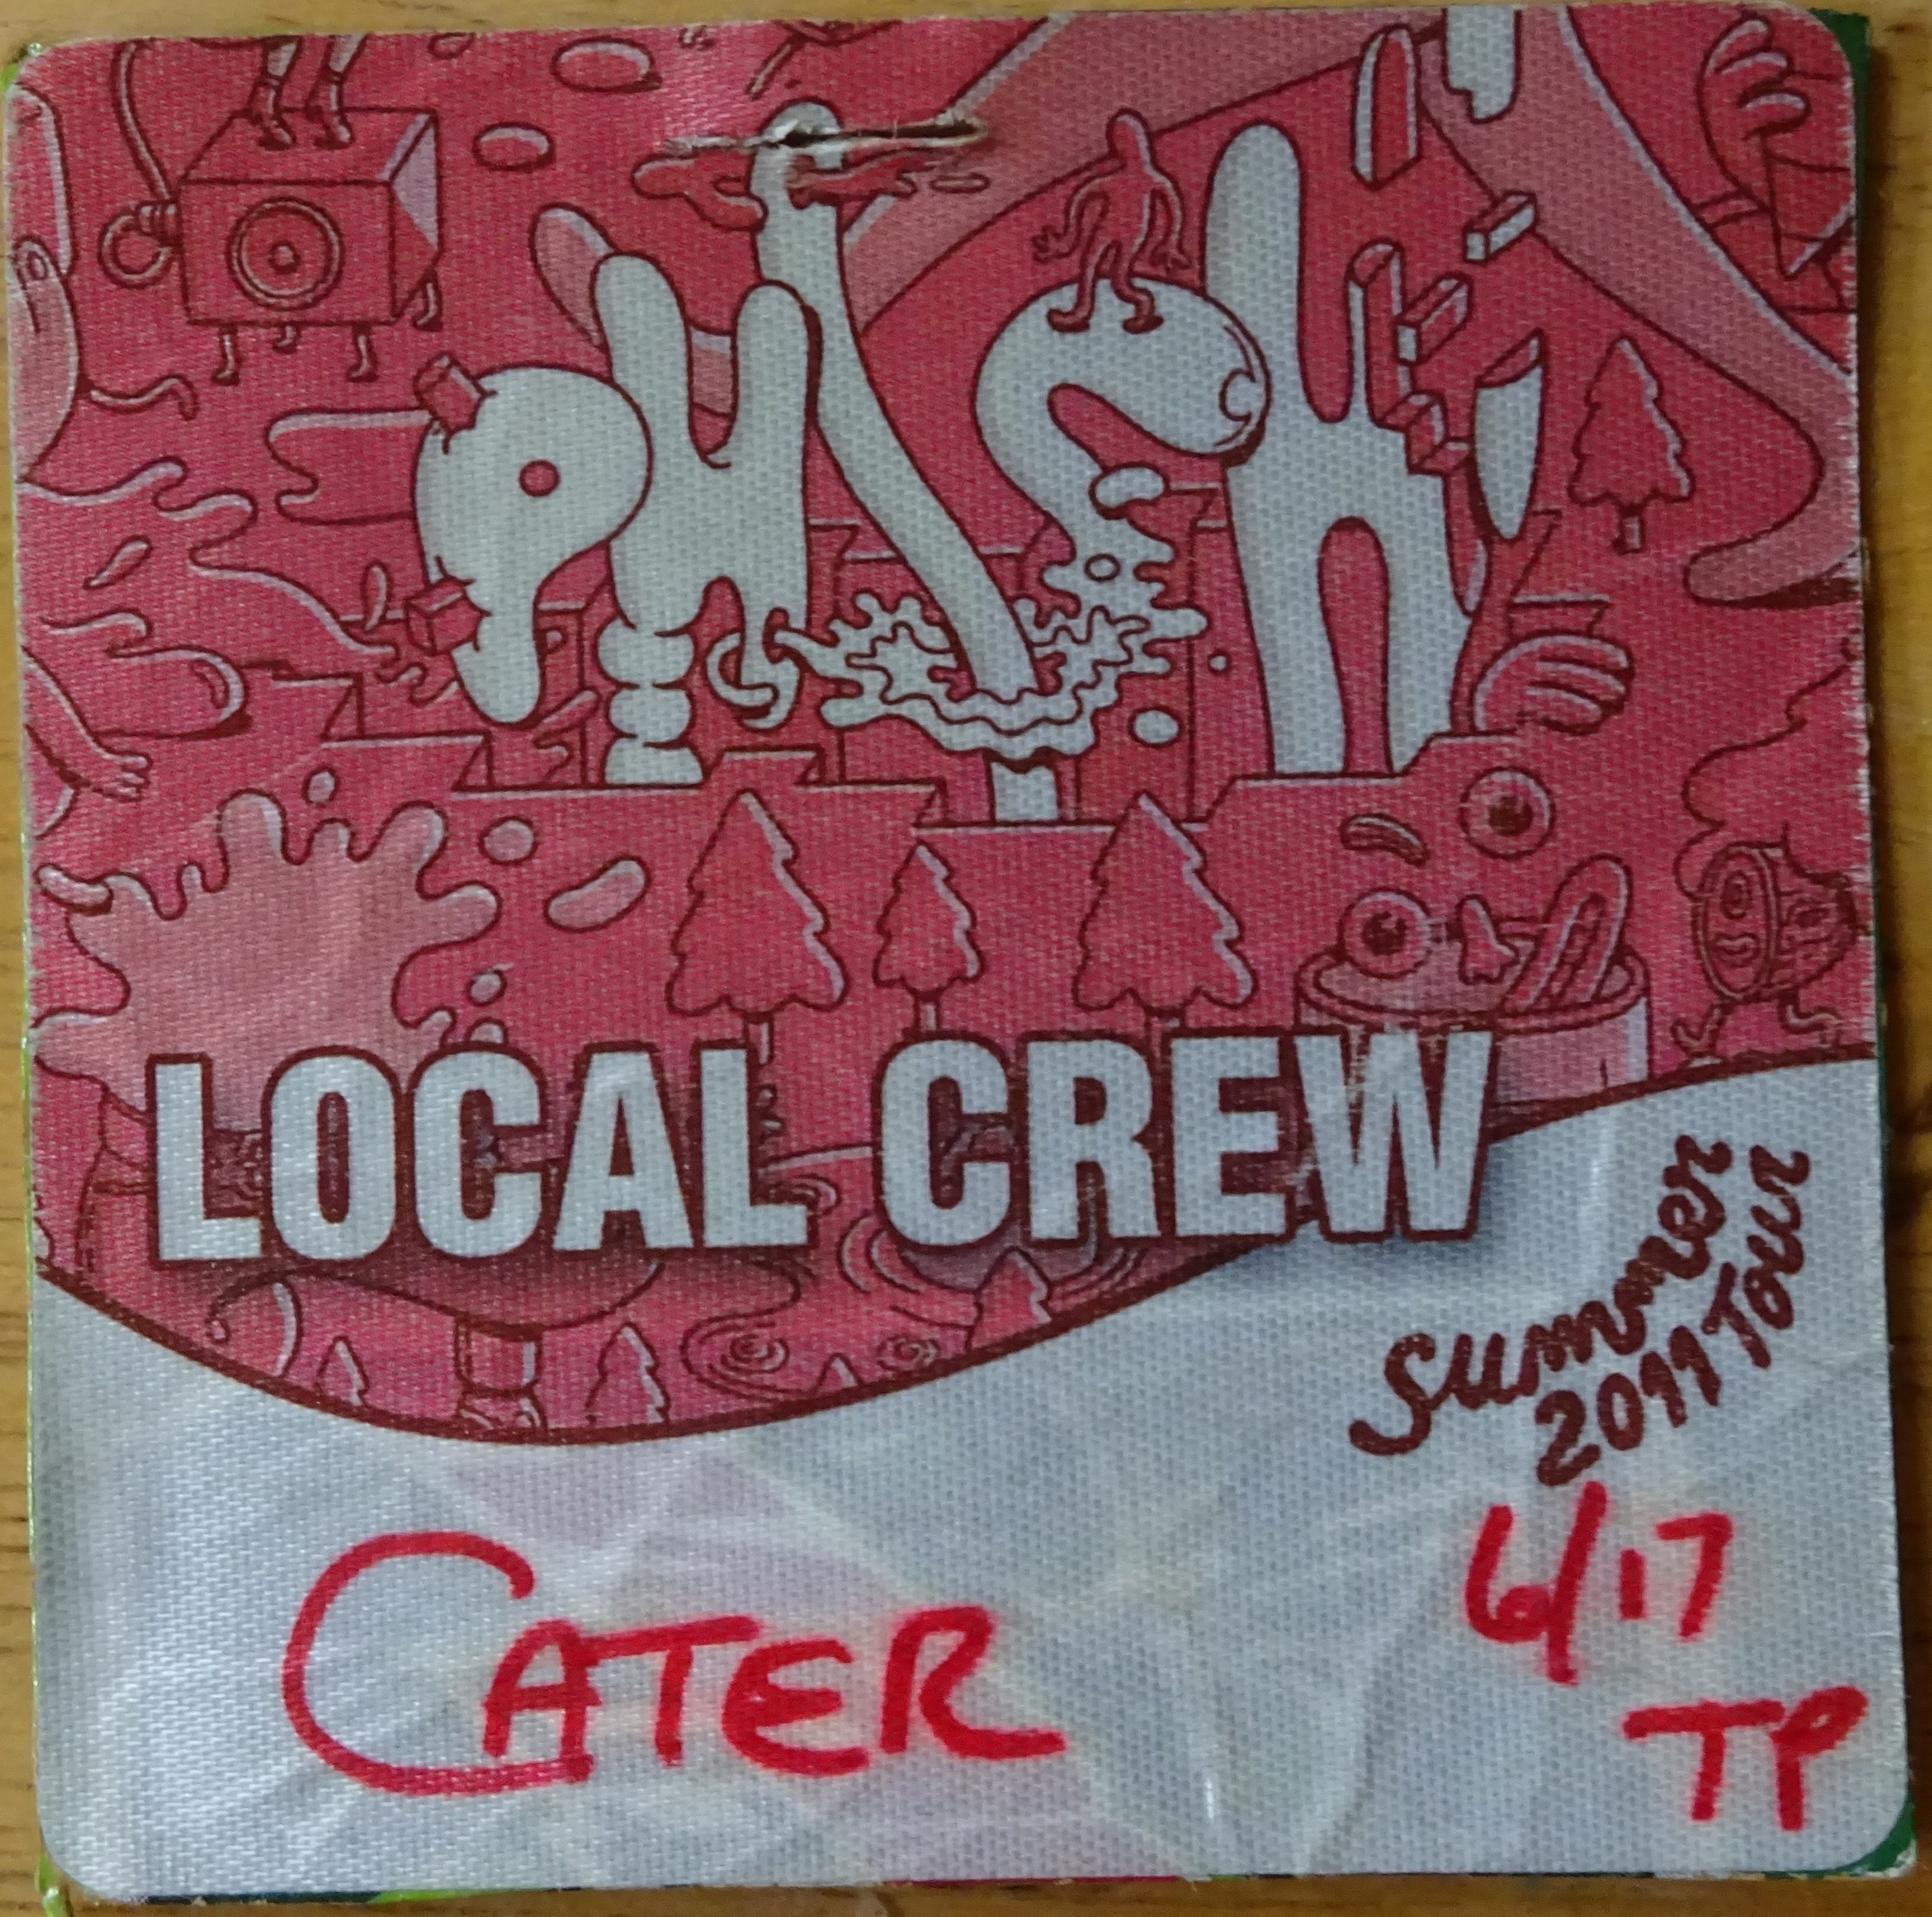 PHISH
LOCAL CREW
Summer
2011 Tour
CATER
6/17
TP